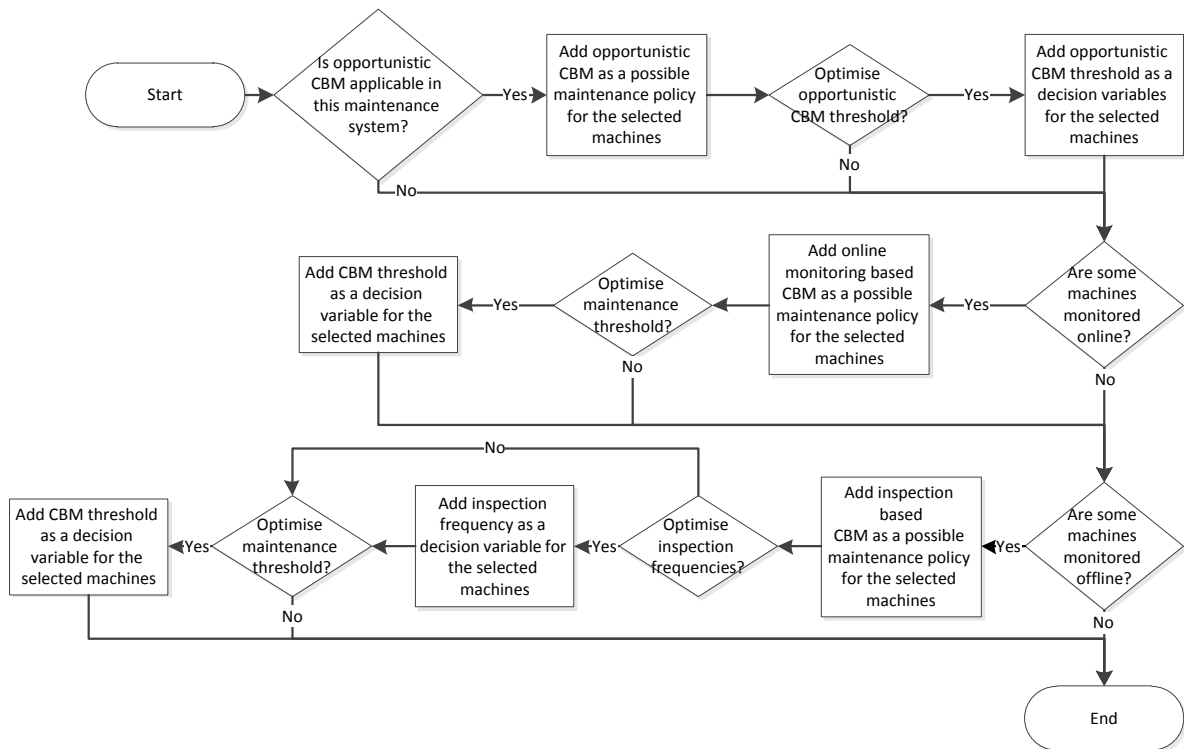 Start
Is
opportunistic
CBM
applicable in
this maintenance
system?
Yes
Add opportunistic
CBM as a possible
maintenance policy
for the selected
machines
Optimise
opportunistic
CBM threshold?
Yes
Add opportunistic
CBM threshold as a
decision variables
for the selected
machines
No
No
Are some
machines
monitored
online?
Yes
Add online
monitoring based
CBM as a possible
maintenance policy
for the selected
machines
Optimise
maintenance
threshold?
Yes
Add CBM threshold
as a decision
variable for the
selected machines
No
No
Are some
machines
monitored
offline?
Yes
Add inspection
based
CBM as a possible
maintenance policy
for the selected
machines
Optimise
inspection
frequencies?
No
Yes
Add inspection
frequency as a
decision variable for
the selected
machines
Optimise
maintenance
threshold?
Yes
Add CBM threshold
as a decision
variable for the
selected machines
No
No
End